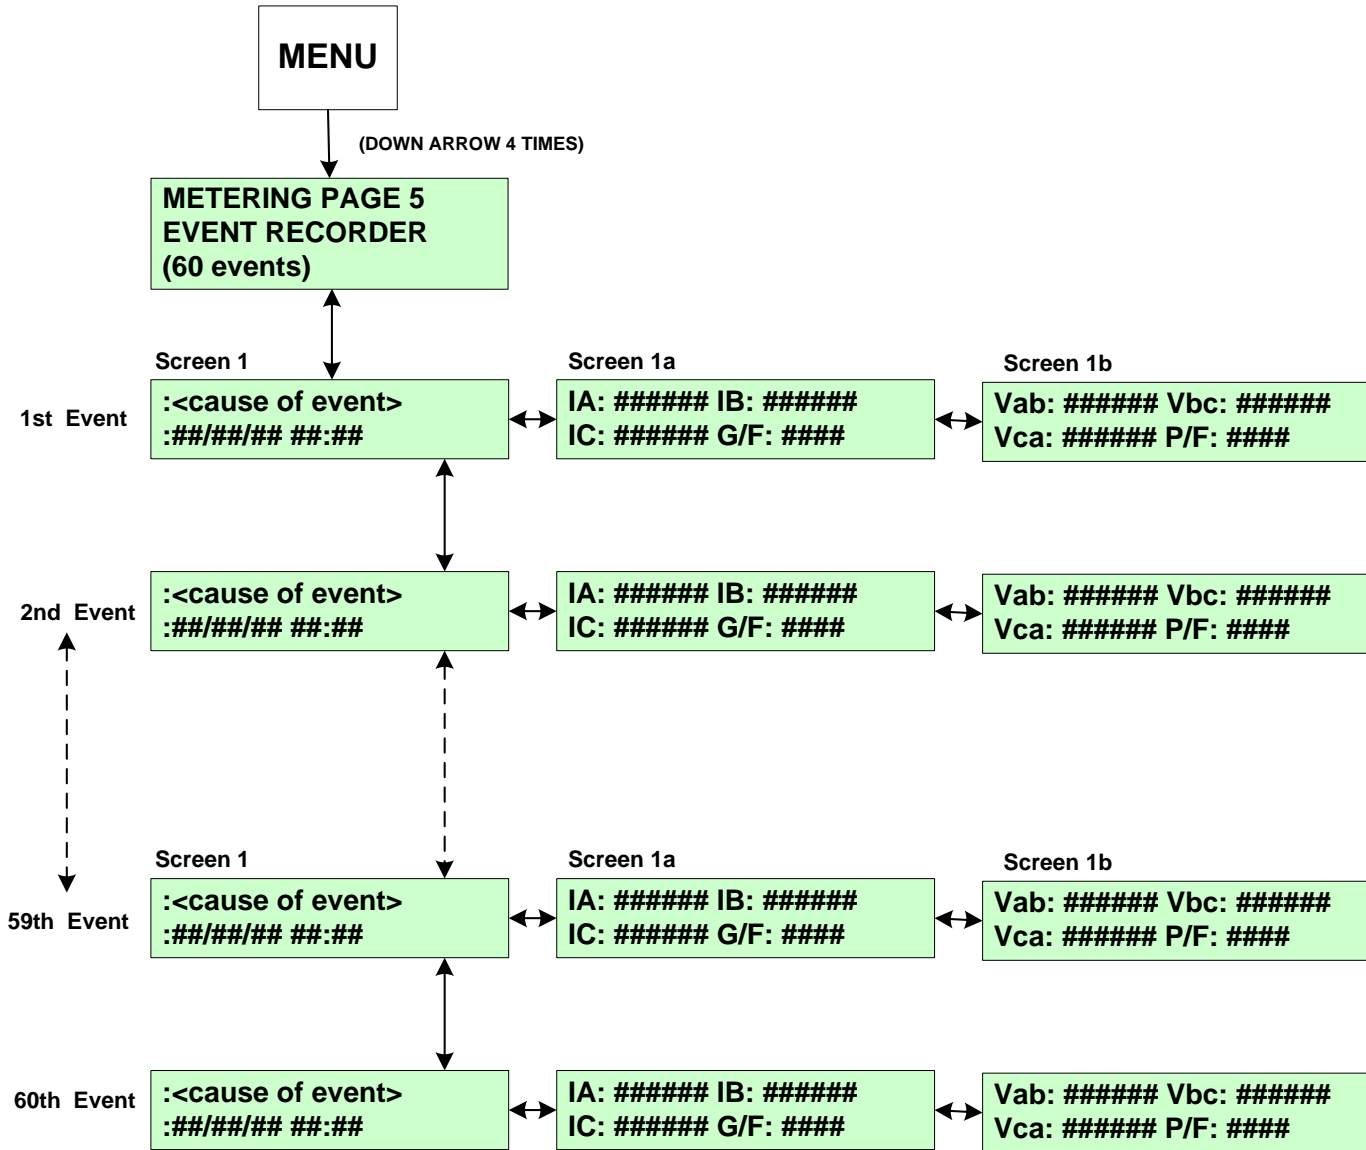 MENU
(DOWN ARROW 4 TIMES)
METERING PAGE 5
EVENT RECORDER
(60 events)
Screen 1
Screen 1a
Screen 1b
1st Event
:<cause of event>
:##/##/## ##:##
IA: ###### IB: ######
IC: ###### G/F: ####
Vab: ###### Vbc: ######
Vca: ###### P/F: ####
2nd Event
:<cause of event>
:##/##/## ##:##
IA: ###### IB: ######
IC: ###### G/F: ####
Vab: ###### Vbc: ######
Vca: ###### P/F: ####
Screen 1
Screen 1a
Screen 1b
59th Event
:<cause of event>
:##/##/## ##:##
IA: ###### IB: ######
IC: ###### G/F: ####
Vab: ###### Vbc: ######
Vca: ###### P/F: ####
60th Event
:<cause of event>
:##/##/## ##:##
IA: ###### IB: ######
IC: ###### G/F: ####
Vab: ###### Vbc: ######
Vca: ###### P/F: ####